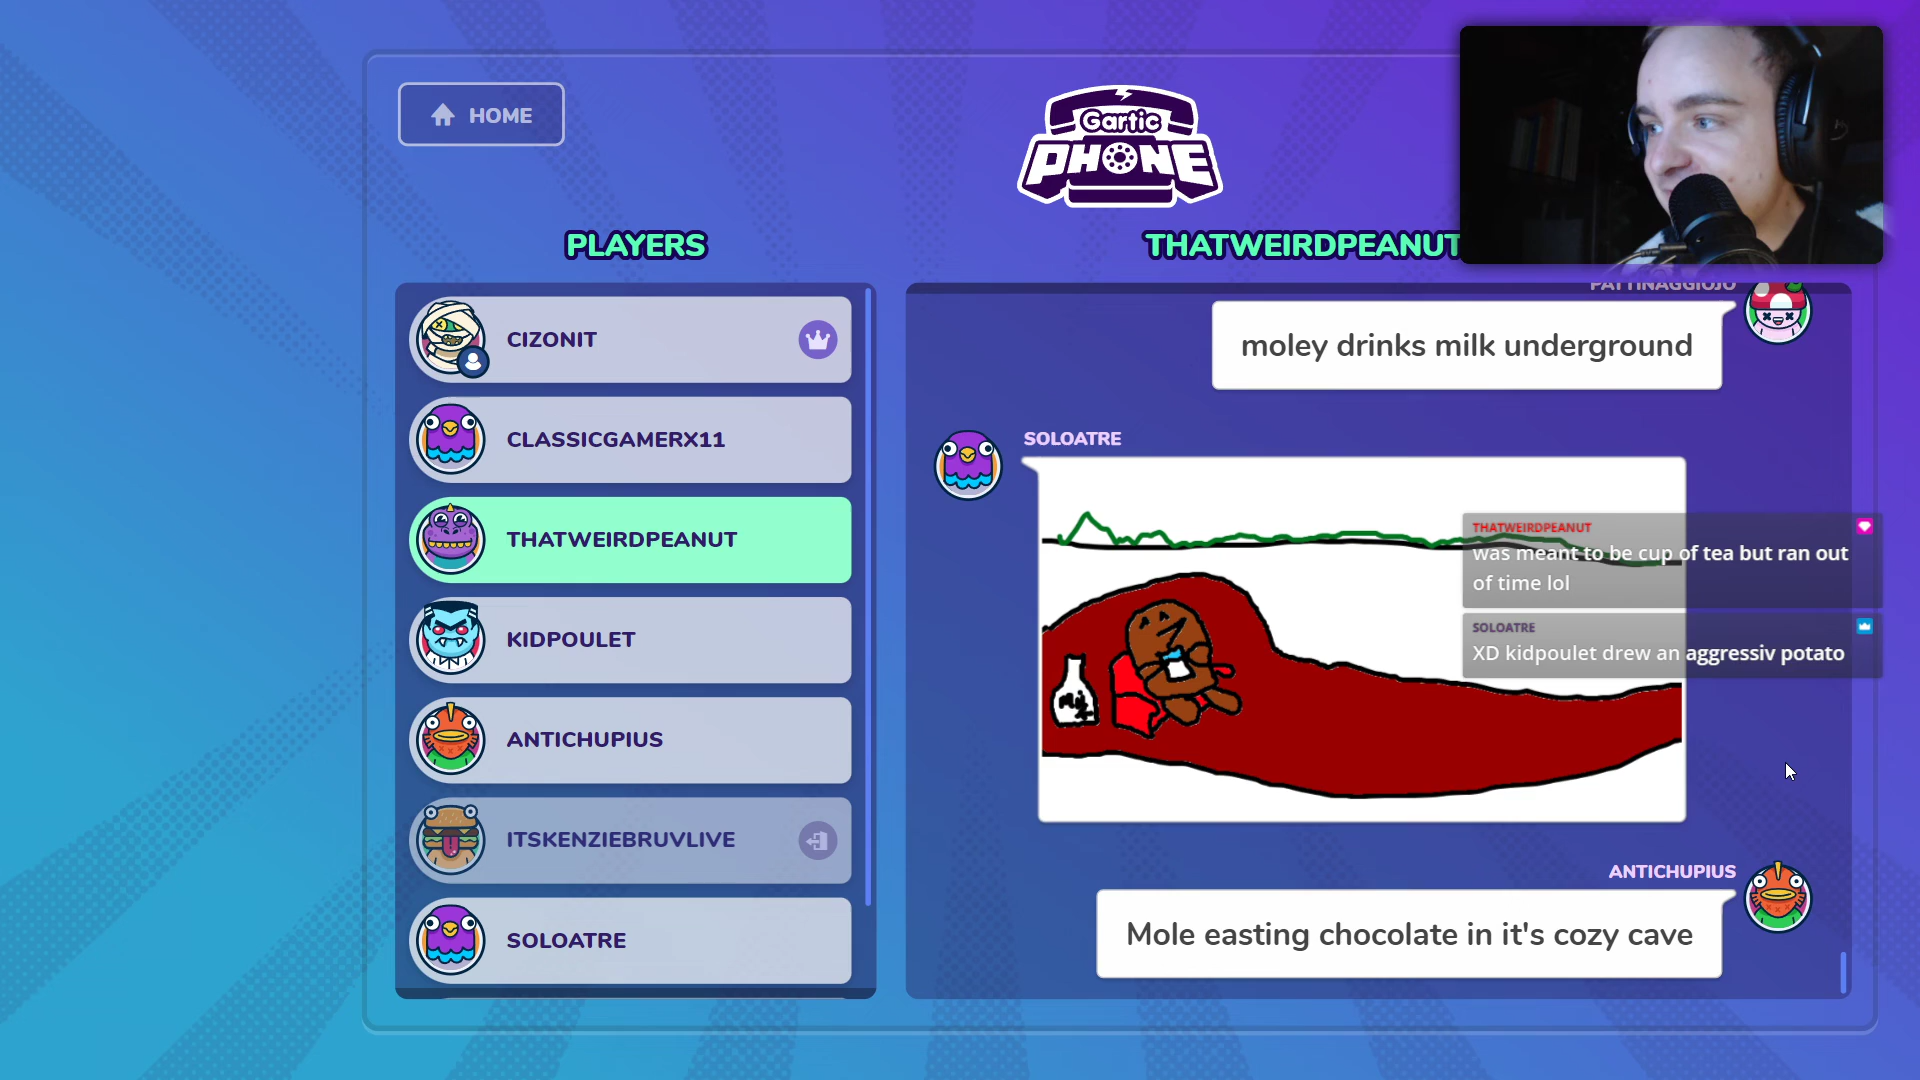 HOME
Gartic
PHONE
PLAYERS
THATWEIRDPEANUT
CIZONIT
CLASSICGAMERX11
THATWEIRDPEANUT
KIDPOULET
ANTICHUPIUS
ITSKENZIEBRUVLIVE
SOLOATRE
PATTINAGGIOJO
moley drinks milk underground
SOLOATRE
Milk
THATWEIRDPEANUT
was meant to be cup of tea but ran out
of time lol
SOLOATRE
XD kidpoulet drew an aggressiv potato
ANTICHUPIUS
Mole easting chocolate in it's cozy cave